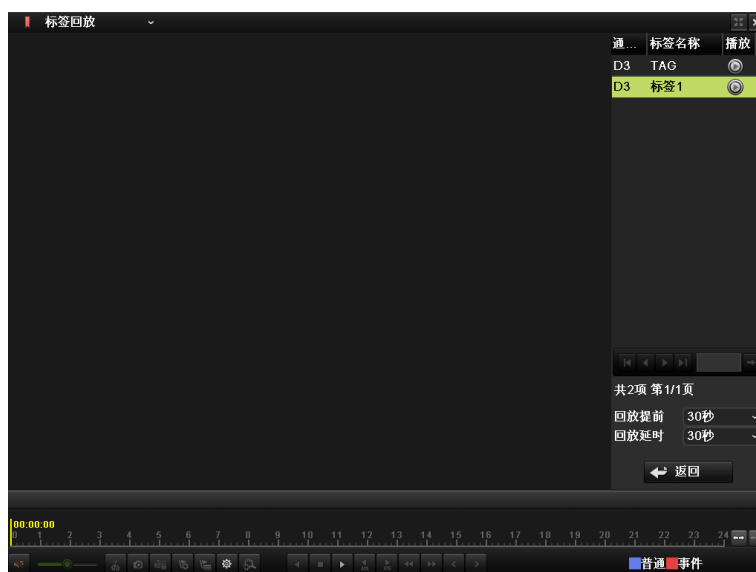 标签回放
通... 标签名称 播放
D3 TAG
D3 标签1
共2项 第1/1页
回放提前 30秒
回放延时 30秒
返回
00:00:00
0 1 2 3 4 5 6 7 8 9 10 11 12 13 14 15 16 17 18 19 20 21 22 23 24
普通 事件